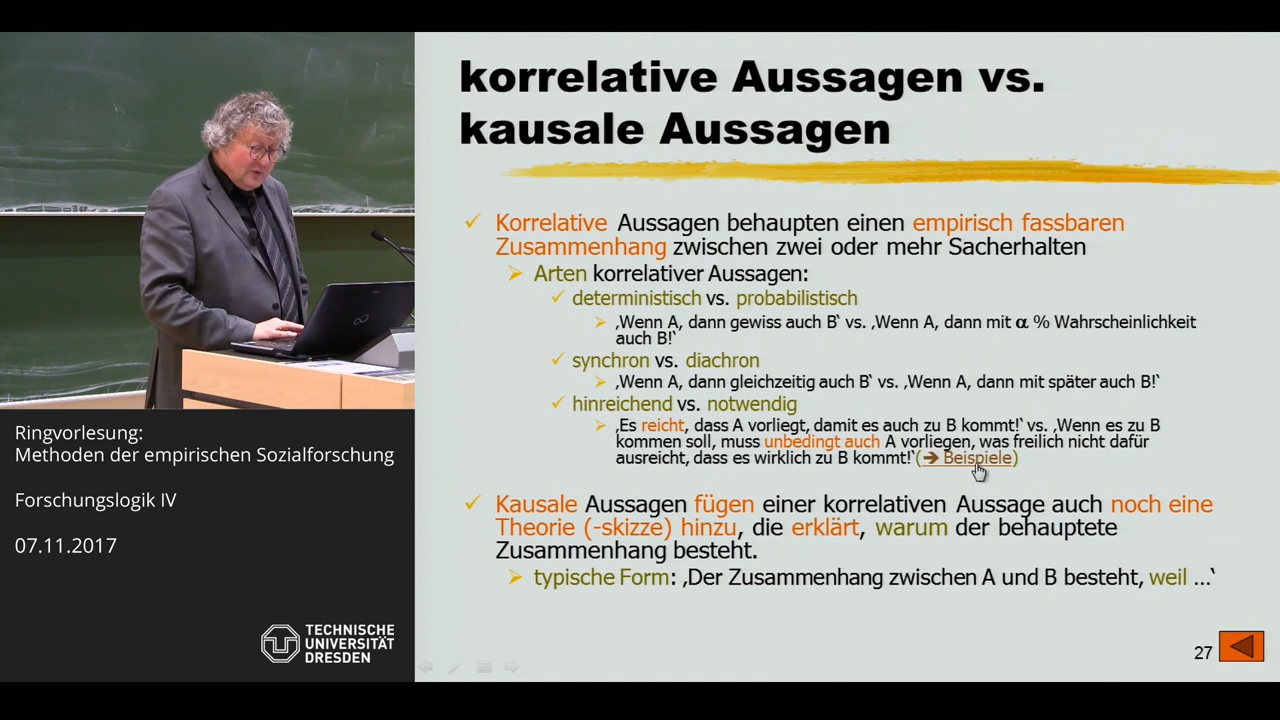 korrelative Aussagen vs.
kausale Aussagen
✓ Korrelative Aussagen behaupten einen empirisch fassbaren
Zusammenhang zwischen zwei oder mehr Sacherhalten
➢ Arten korrelativer Aussagen:
✓ deterministisch vs. probabilistisch
➢ ‚Wenn A, dann gewiss auch B‘ vs. ‚Wenn A, dann mit α % Wahrscheinlichkeit
auch B!‘
✓ synchron vs. diachron
➢ ‚Wenn A, dann gleichzeitig auch B‘ vs. ‚Wenn A, dann mit später auch B!‘
✓ hinreichend vs. notwendig
➢ ‚Es reicht, dass A vorliegt, damit es auch zu B kommt!‘ vs. ‚Wenn es zu B
kommen soll, muss unbedingt auch A vorliegen, was freilich nicht dafür
ausreicht, dass es wirklich zu B kommt!‘(➔ Beispiele)
✓ Kausale Aussagen fügen einer korrelativen Aussage auch noch eine
Theorie (-skizze) hinzu, die erklärt, warum der behauptete
Zusammenhang besteht.
➢ typische Form: ‚Der Zusammenhang zwischen A und B besteht, weil ...‘
27
Ringvorlesung:
Methoden der empirischen Sozialforschung
Forschungslogik IV
07.11.2017
TECHNISCHE
UNIVERSITÄT
DRESDEN